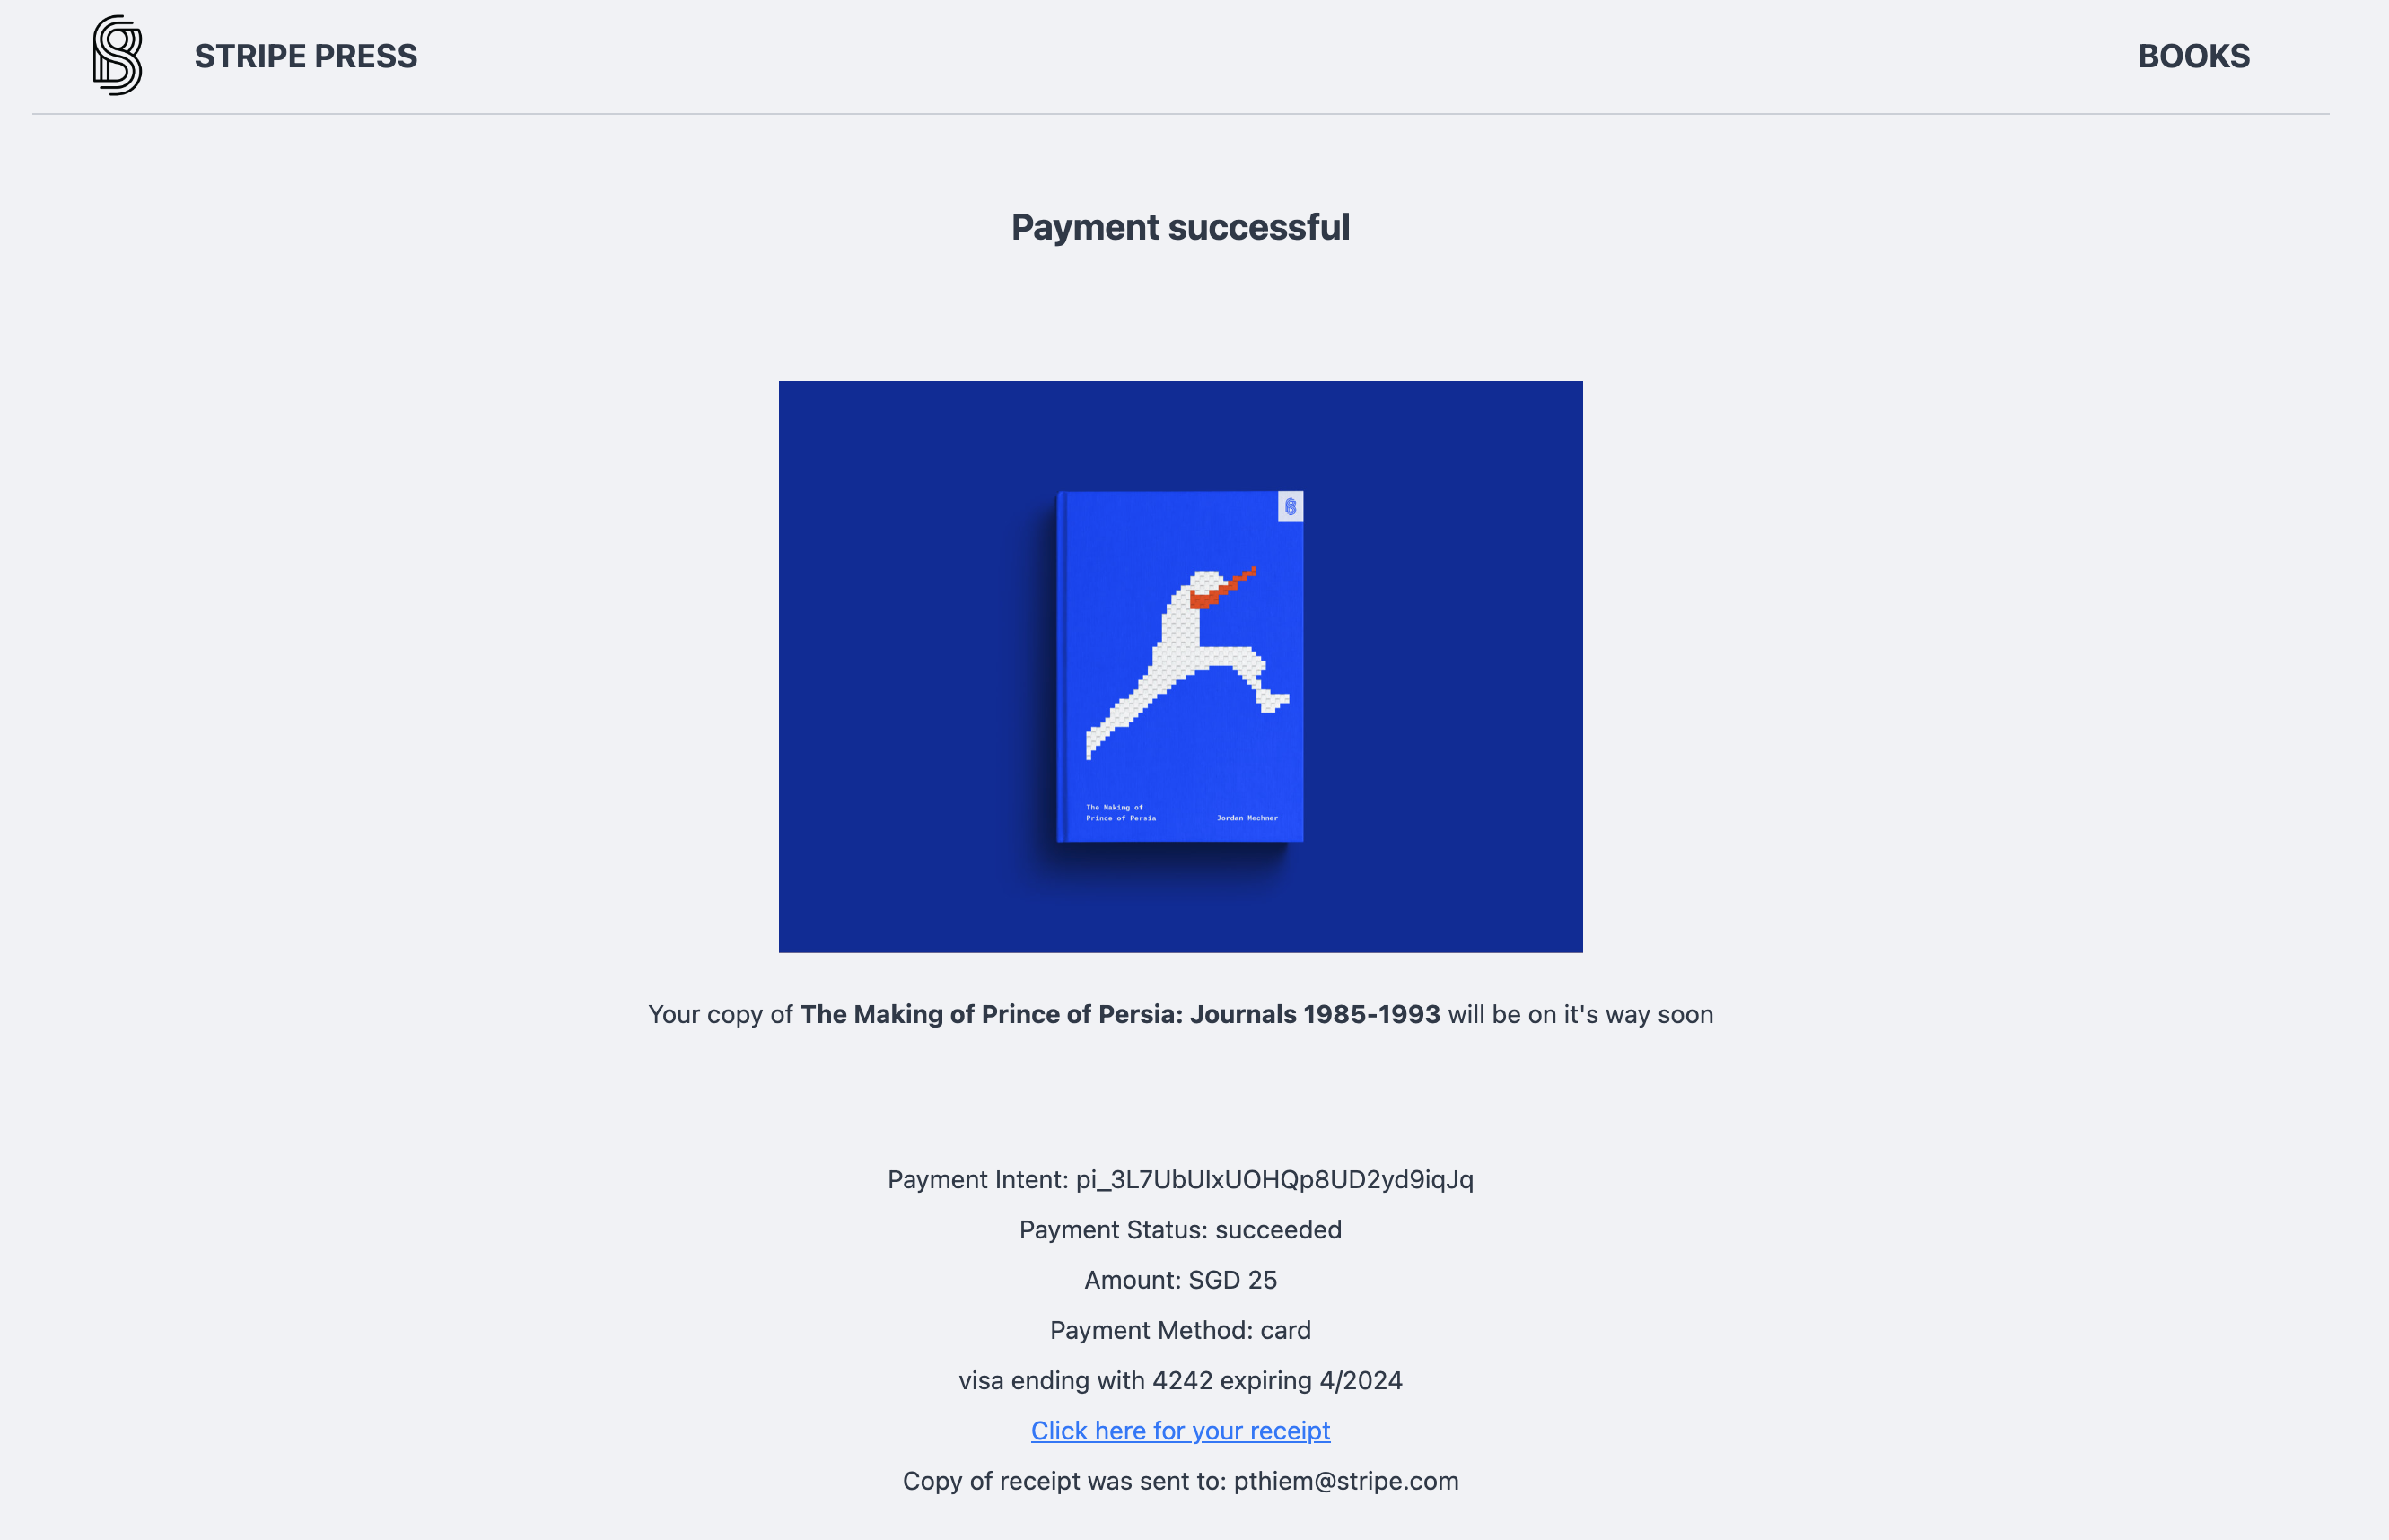 STRIPE PRESS
BOOKS
Payment successful
The Making of
Prince of Persia
Jordan Mechner
Your copy of The Making of Prince of Persia: Journals 1985-1993 will be on it's way soon
Payment Intent: pi_3L7UbUIxUOHQp8UD2yd9iqJq
Payment Status: succeeded
Amount: SGD 25
Payment Method: card
visa ending with 4242 expiring 4/2024
Click here for your receipt
Copy of receipt was sent to: pthiem@stripe.com